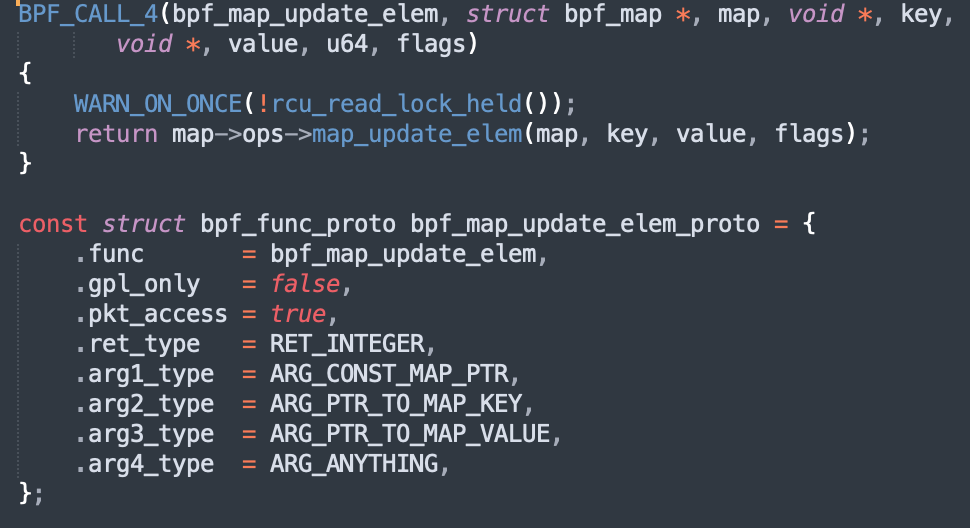 BPF_CALL_4(bpf_map_update_elem, struct bpf_map *, map, void *, key,
void *, value, u64, flags)
{
WARN_ON_ONCE(!rcu_read_lock_held());
return map->ops->map_update_elem(map, key, value, flags);
}
const struct bpf_func_proto bpf_map_update_elem_proto = {
.func = bpf_map_update_elem,
.gpl_only = false,
.pkt_access = true,
.ret_type = RET_INTEGER,
.arg1_type = ARG_CONST_MAP_PTR,
.arg2_type = ARG_PTR_TO_MAP_KEY,
.arg3_type = ARG_PTR_TO_MAP_VALUE,
.arg4_type = ARG_ANYTHING,
};